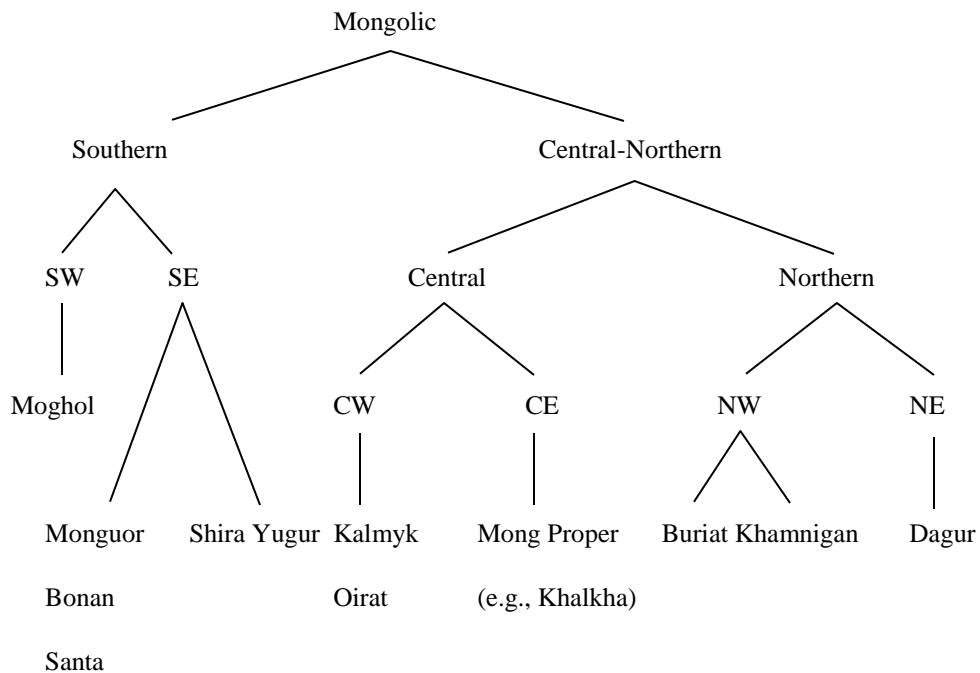 Mongolic
Southern Central-Northern
SW SE Central Northern
Moghol CW CE NW NE
Monguor Shira Yugur Kalmyk Mong Proper Buriat Khamnigan Dagur
Bonan Oirat (e.g., Khalkha)
Santa